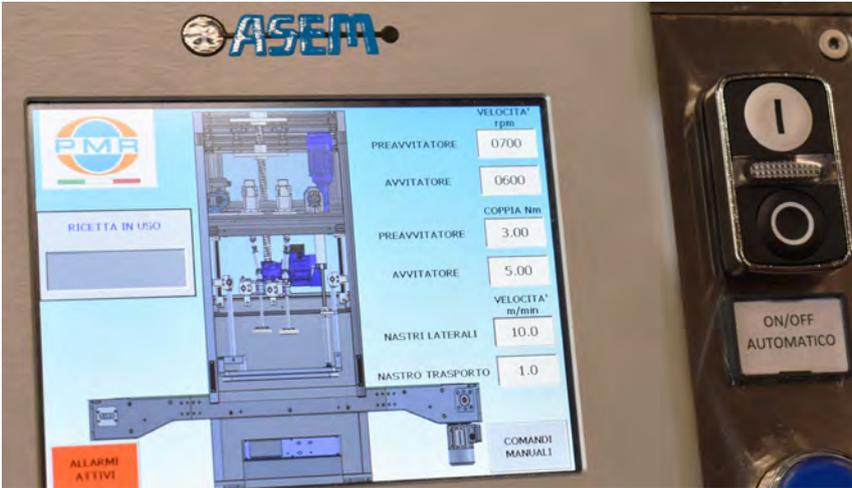 ASEM
PMR
RICETTA IN USO
VELOCITA'
rpm
PREAVVITATORE 0700
AVVITATORE 0600
COPPIA Nm
PREAVVITATORE 3.00
AVVITATORE 5.00
VELOCITA'
m/min
NASTRI LATERALI 10.0
NASTRO TRASPORTO 1.0
ALLARMI
ATTIVI
COMANDI
MANUALI
I
O
ON/OFF
AUTOMATICO